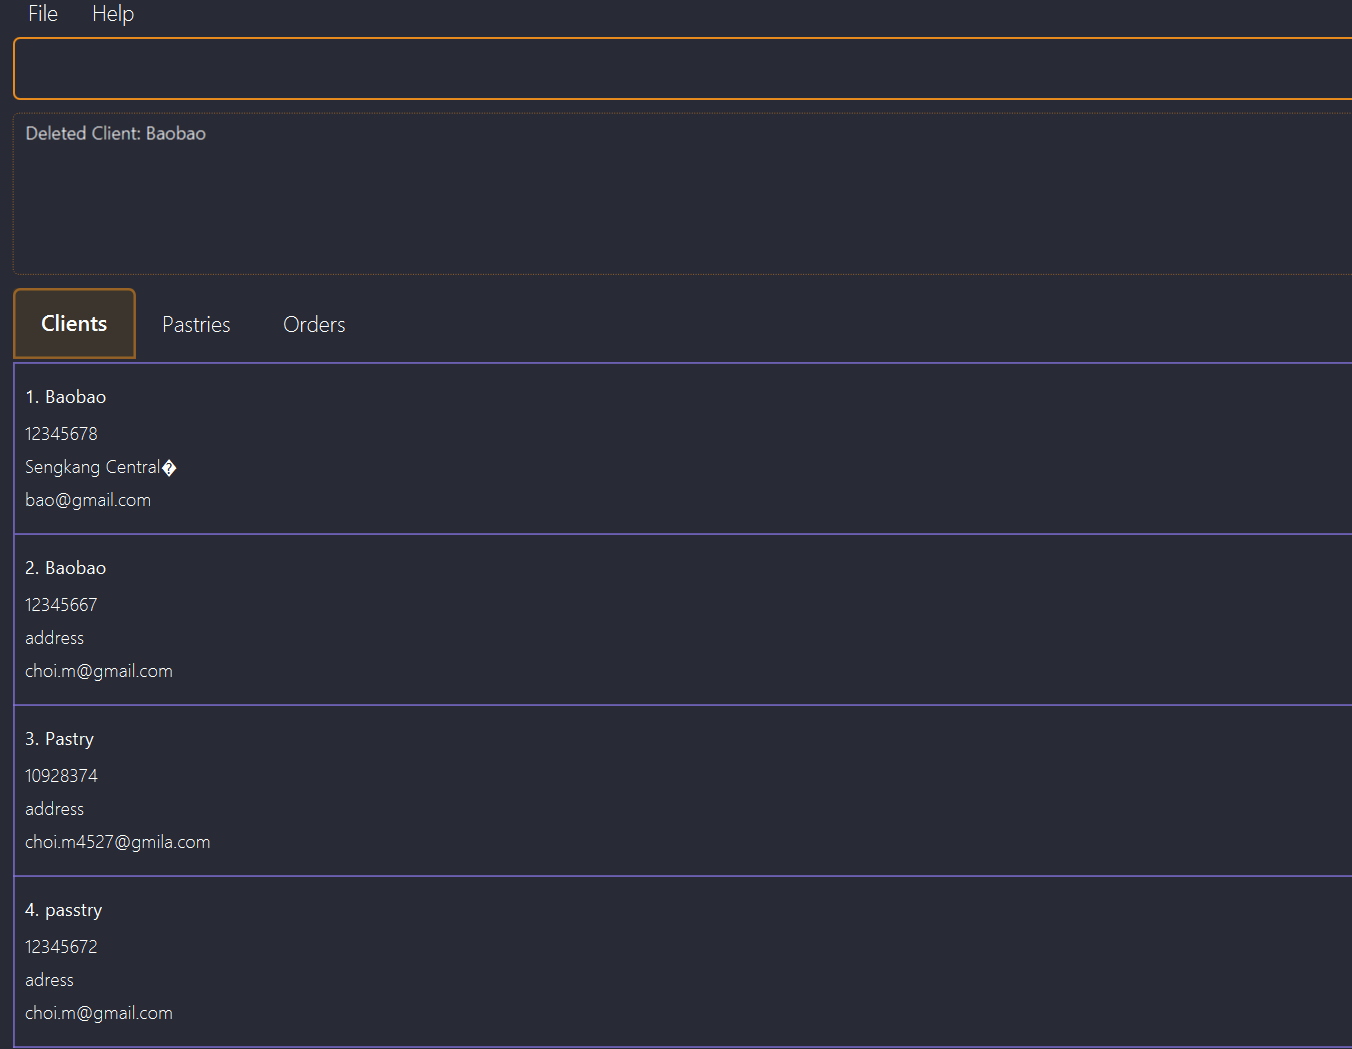 File Help
Deleted Client: Baobao
Clients Pastries Orders
1. Baobao
12345678
Sengkang Central�
bao@gmail.com
2. Baobao
12345667
address
choi.m@gmail.com
3. Pastry
10928374
address
choi.m4527@gmila.com
4. passtry
12345672
adress
choi.m@gmail.com